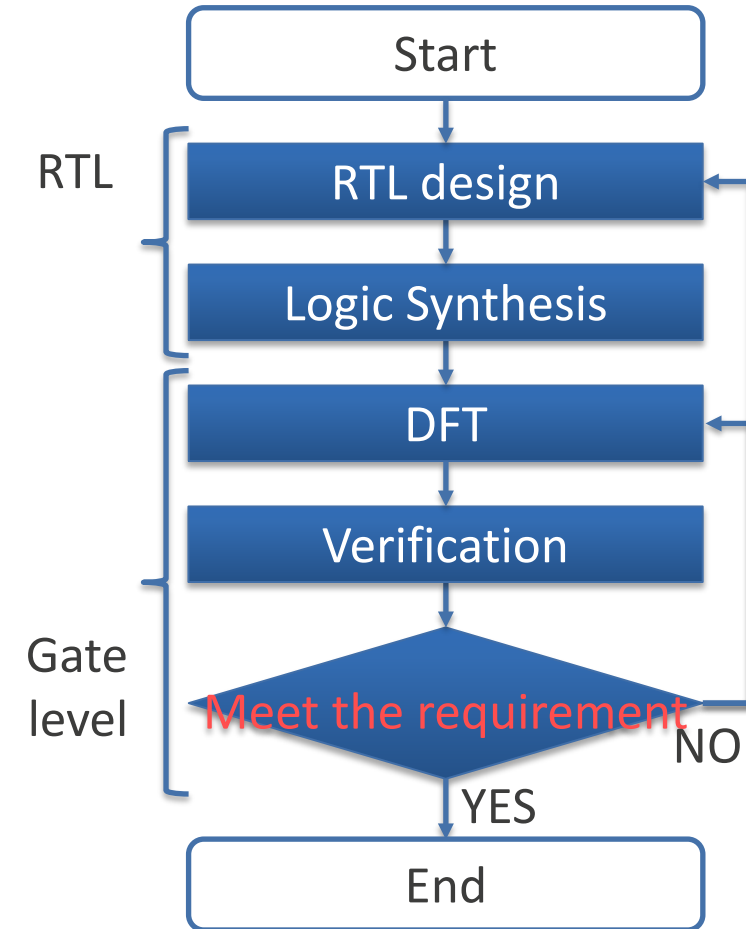 Start
RTL
RTL design
Logic Synthesis
DFT
Verification
Gate
level
Meet the requirement
NO
YES
End